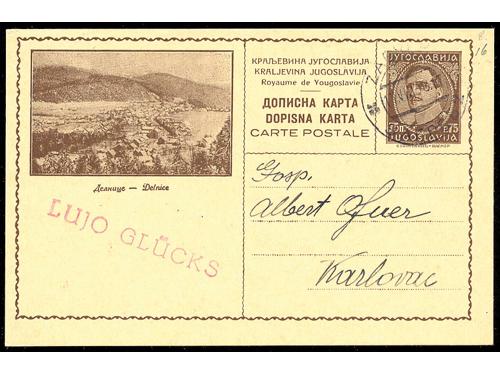 КРАЉЕВИНА ЈУГОСЛАВИЈА
KRALJEVINA JUGOSLAVIJA
Royaume de Yougoslavie
ДОПИСНА КАРТА
DOPISNA KARTA
CARTE POSTALE
ЈУГОСЛАВИЈА
JUGOSLAVIJA
16
Делнице — Delnice
LUJO GLÜCKS
Gosp.
Albert
Karlovac